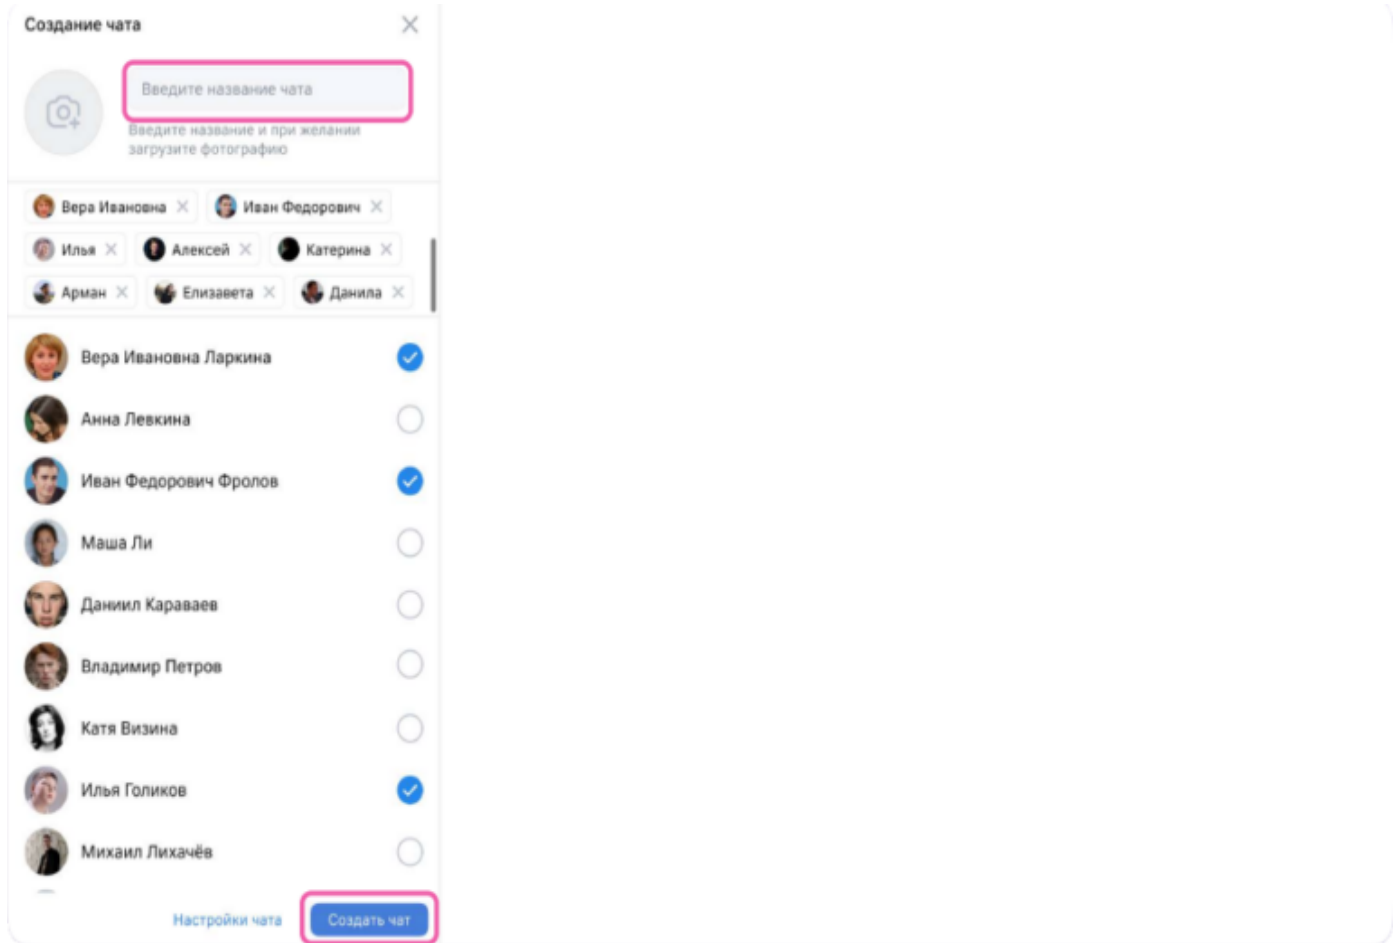 Создание чата
Введите название чата
Введите название и при желании
загрузите фотографию
Вера Ивановна Иван Федорович
Илья Алексей Катерина
Арман Елизавета Данила
Вера Ивановна Ларкина
Анна Левкина
Иван Федорович Фролов
Маша Ли
Даниил Караваев
Владимир Петров
Катя Визина
Илья Голиков
Михаил Лихачёв
Настройки чата Создать чат